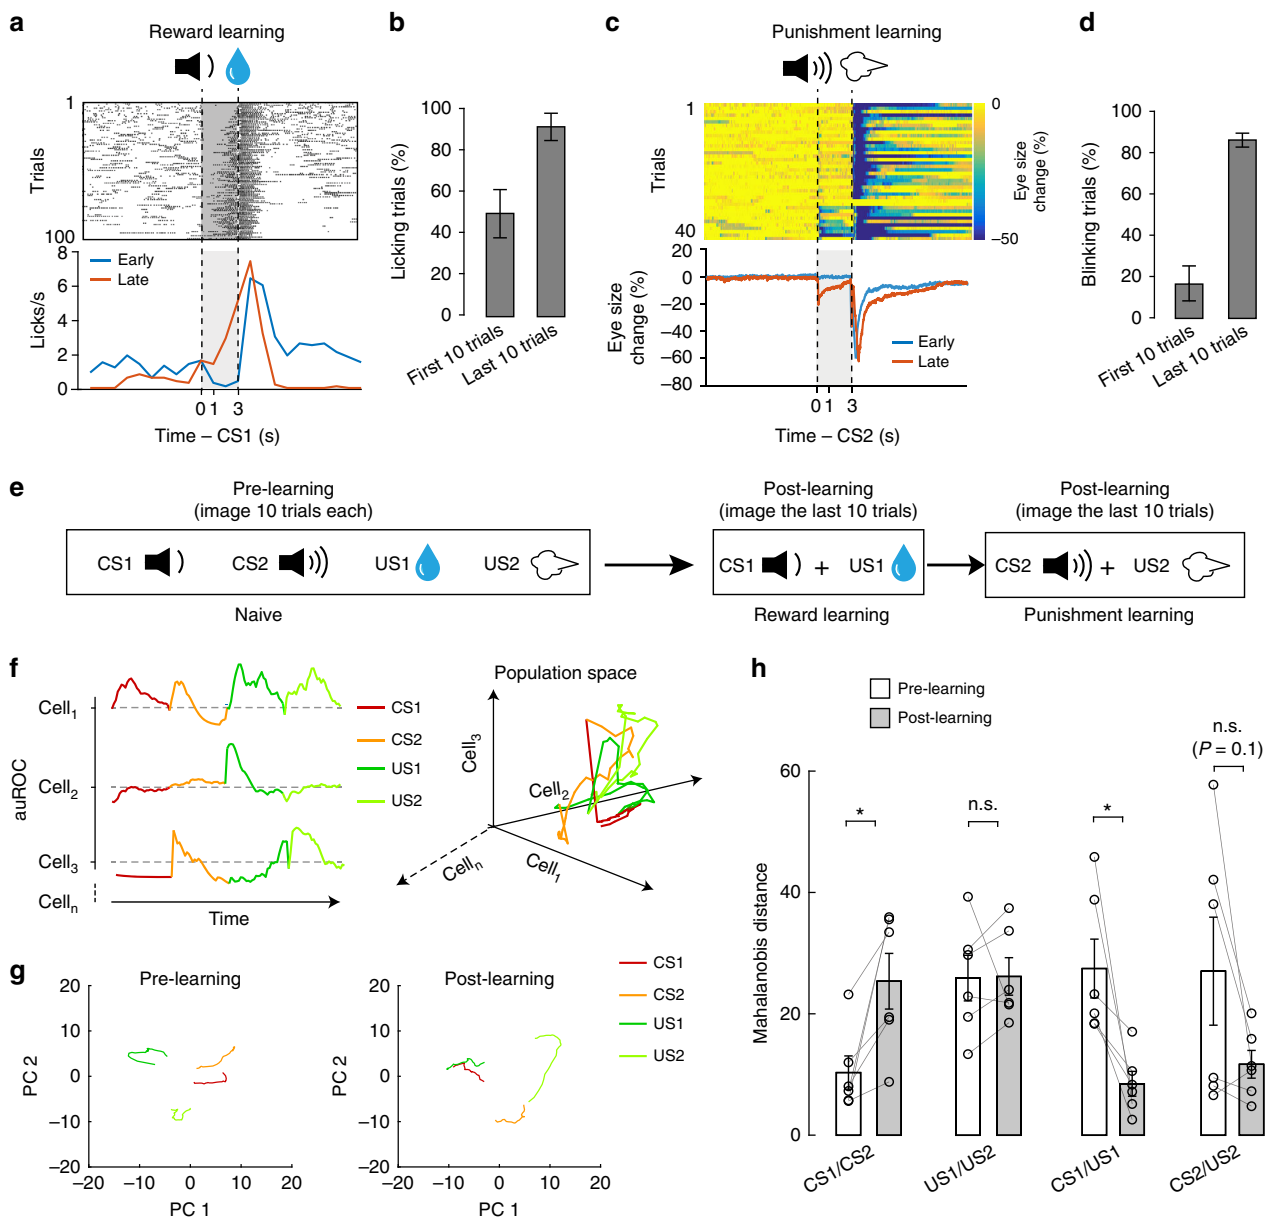 a
Reward learning
1
Trials
100
8
6
4
2
0
Licks/s
Early
Late
0 1 3
Time – CS1 (s)
b
100
80
60
40
20
0
Licking trials (%)
First 10 trials
Last 10 trials
c
Punishment learning
1
Trials
40
0
–50
Eye size
change (%)
20
0
–20
–40
–60
–80
Eye size
change (%)
Early
Late
0 1 3
Time – CS2 (s)
d
100
80
60
40
20
0
Blinking trials (%)
First 10 trials
Last 10 trials
e
Pre-learning
(image 10 trials each)
CS1
CS2
US1
US2
Naive
Post-learning
(image the last 10 trials)
CS1 + US1
Reward learning
Post-learning
(image the last 10 trials)
CS2 + US2
Punishment learning
f
auROC
Cell1
Cell2
Cell3
Celln
Time
CS1
CS2
US1
US2
Population space
Cell3
Cell2
Cell1
Celln
g
Pre-learning
20
10
0
–10
–20
PC 2
–20 –10 0 10 20
PC 1
Post-learning
20
10
0
–10
–20
PC 2
–20 –10 0 10 20
PC 1
CS1
CS2
US1
US2
h
Pre-learning
Post-learning
60
40
20
0
Mahalanobis distance
*
n.s.
*
n.s.
(P = 0.1)
CS1/CS2
US1/US2
CS1/US1
CS2/US2